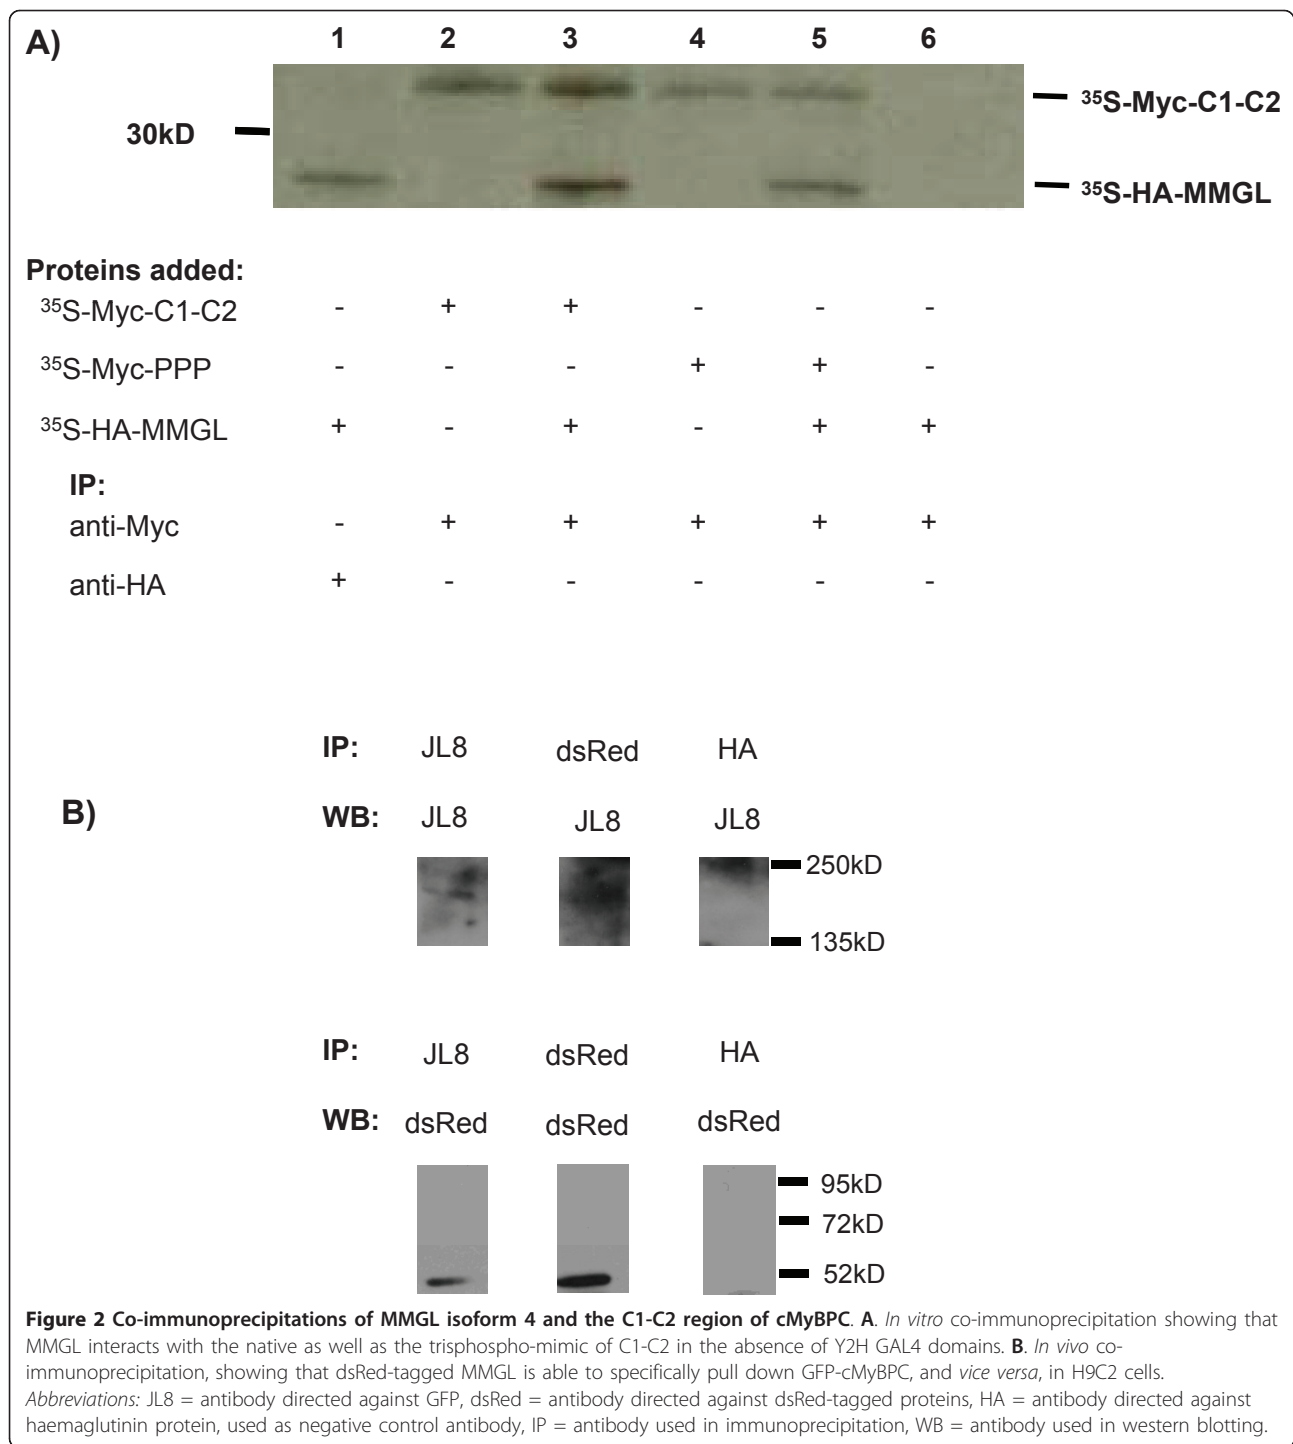 A)
1 2 3 4 5 6
30kD
35S-Myc-C1-C2
35S-HA-MMGL
Proteins added:
35S-Myc-C1-C2 - + + - - -
35S-Myc-PPP - - - + + -
35S-HA-MMGL + - + - + +
IP:
anti-Myc - + + + + +
anti-HA + - - - - -
B)
IP: JL8 dsRed HA
WB: JL8 JL8 JL8
250kD
135kD
IP: JL8 dsRed HA
WB: dsRed dsRed dsRed
95kD
72kD
52kD
Figure 2 Co-immunoprecipitations of MMGL isoform 4 and the C1-C2 region of cMyBPC. A. In vitro co-immunoprecipitation showing that
MMGL interacts with the native as well as the trisphospho-mimic of C1-C2 in the absence of Y2H GAL4 domains. B. In vivo co-
immunoprecipitation, showing that dsRed-tagged MMGL is able to specifically pull down GFP-cMyBPC, and vice versa, in H9C2 cells.
Abbreviations: JL8 = antibody directed against GFP, dsRed = antibody directed against dsRed-tagged proteins, HA = antibody directed against
haemaglutinin protein, used as negative control antibody, IP = antibody used in immunoprecipitation, WB = antibody used in western blotting.